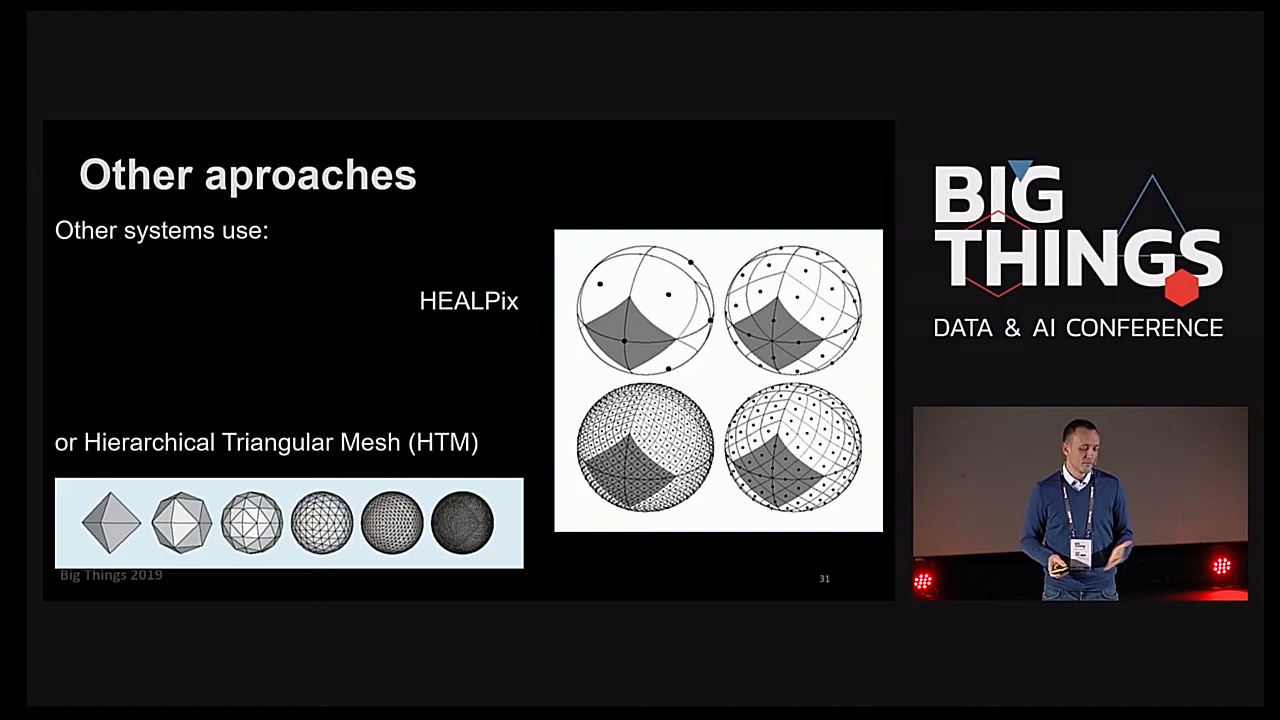 Other aproaches
Other systems use:
HEALPix
or Hierarchical Triangular Mesh (HTM)
Big Things 2019
31
BIG
THINGS
DATA & AI CONFERENCE